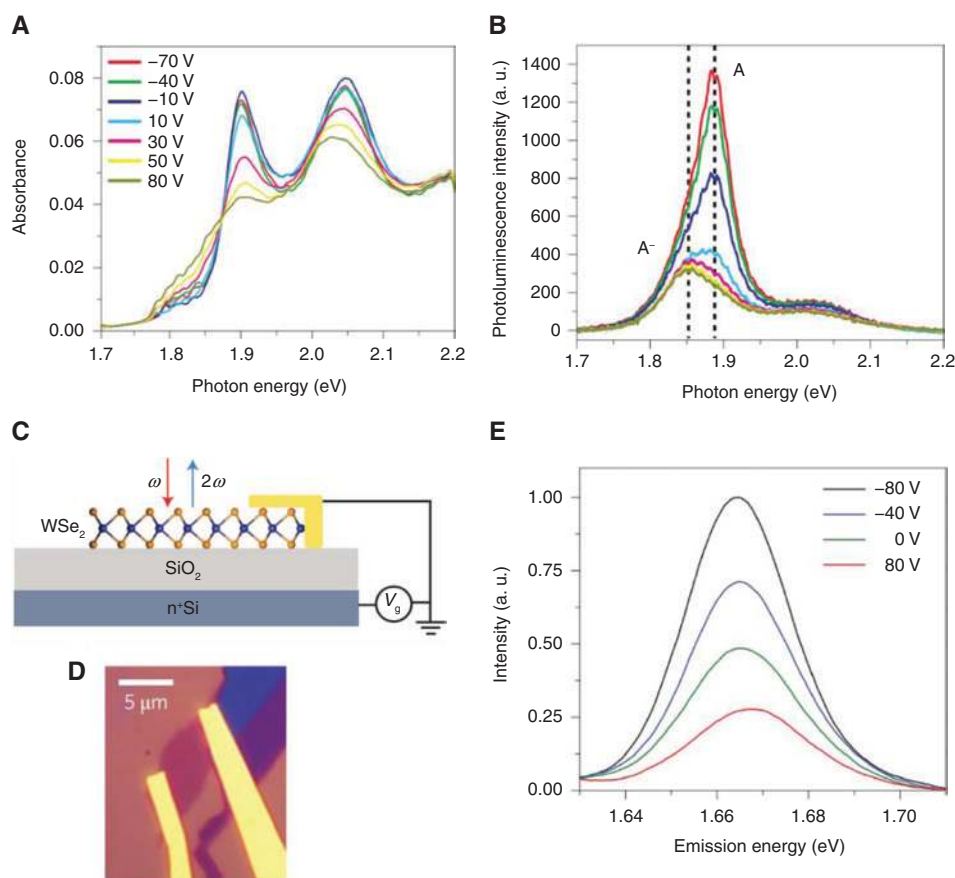 A
−70 V
−40 V
−10 V
10 V
30 V
50 V
80 V
0.08
0.06
0.04
0.02
0.00
Absorbance
1.7 1.8 1.9 2.0 2.1 2.2
Photon energy (eV)
B
1400
1200
1000
800
600
400
200
0
Photoluminescence intensity (a. u.)
A
A⁻
1.7 1.8 1.9 2.0 2.1 2.2
Photon energy (eV)
C
ω 2ω
WSe₂
SiO₂
n⁺Si
Vg
D
5 μm
E
−80 V
−40 V
0 V
80 V
1.00
0.75
0.50
0.25
0.00
Intensity (a. u.)
1.64 1.66 1.68 1.70
Emission energy (eV)